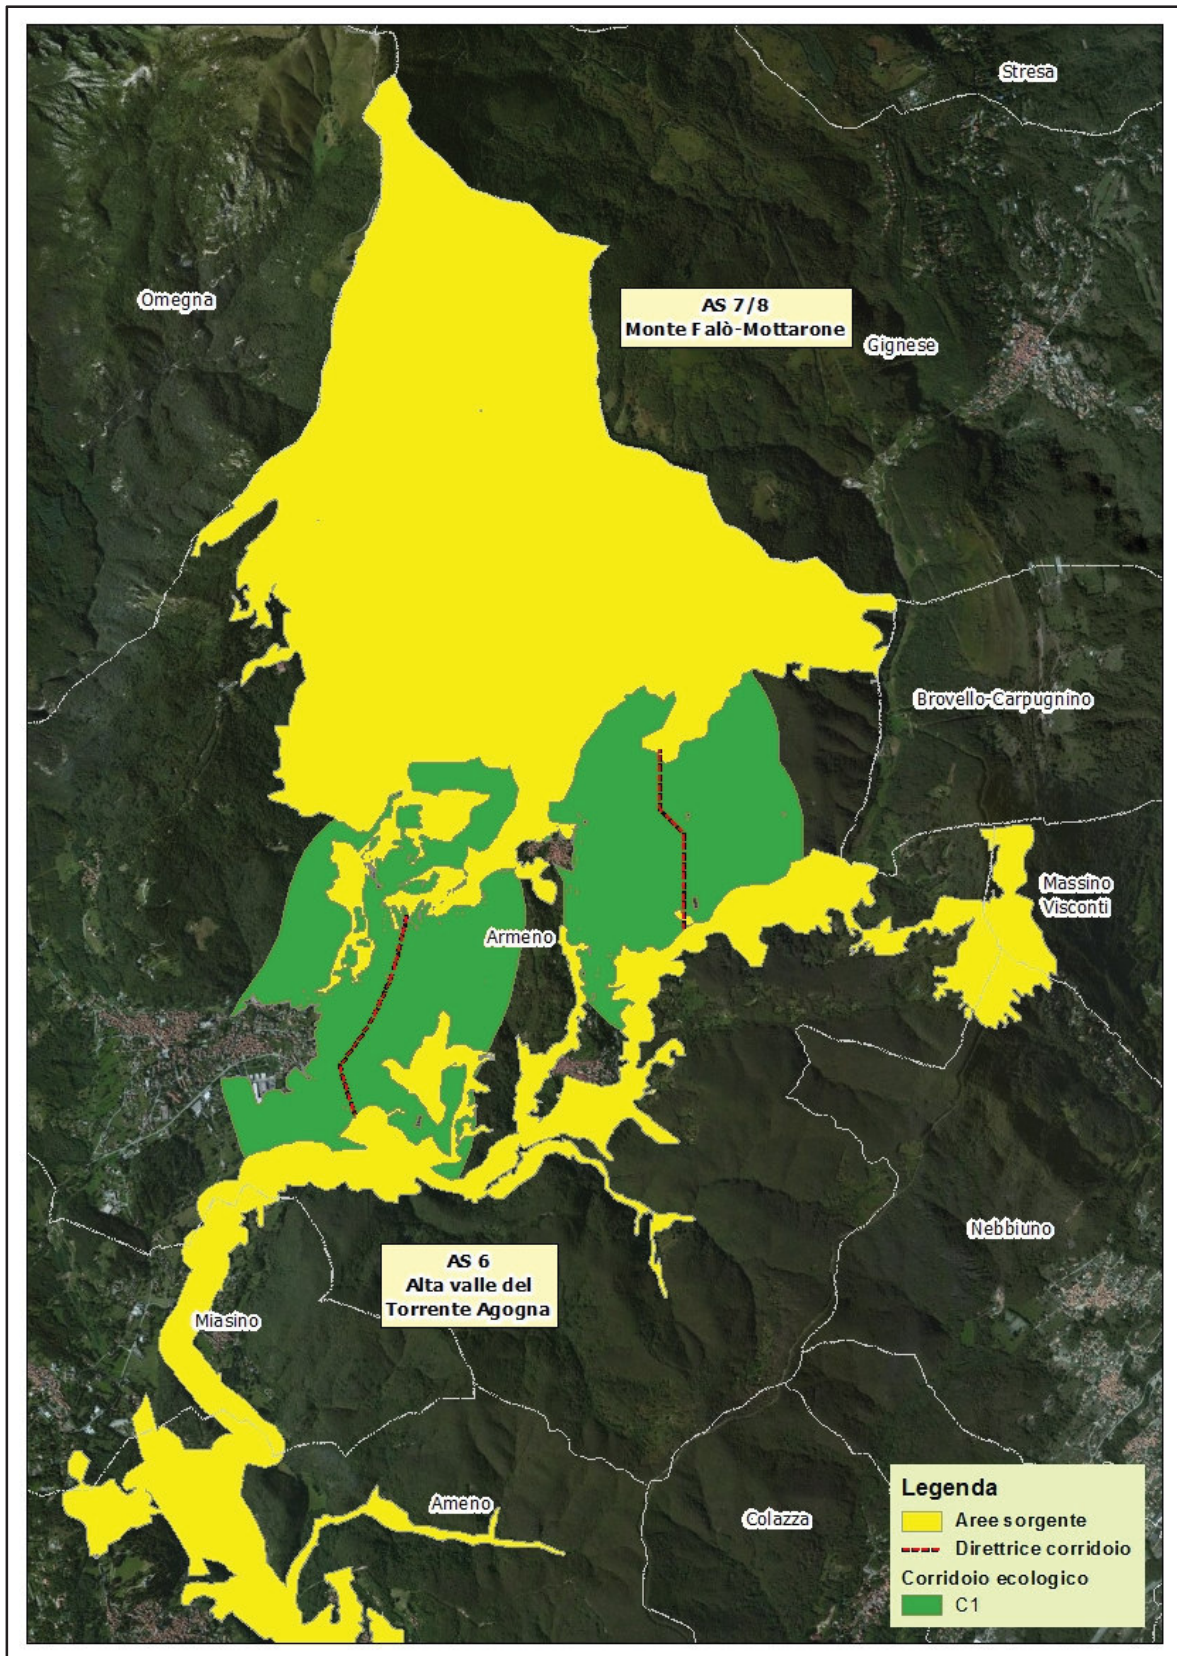 Stresa
Omegna
AS 7/8
Monte Falò-Mottarone
Gignese
Brovello-Carpugnino
Massino
Visconti
Armeno
Nebbiuno
AS 6
Alta valle del
Torrente Agogna
Miasino
Ameno
Colazza
Legenda
Aree sorgente
Direttrice corridoio
Corridoio ecologico
C1